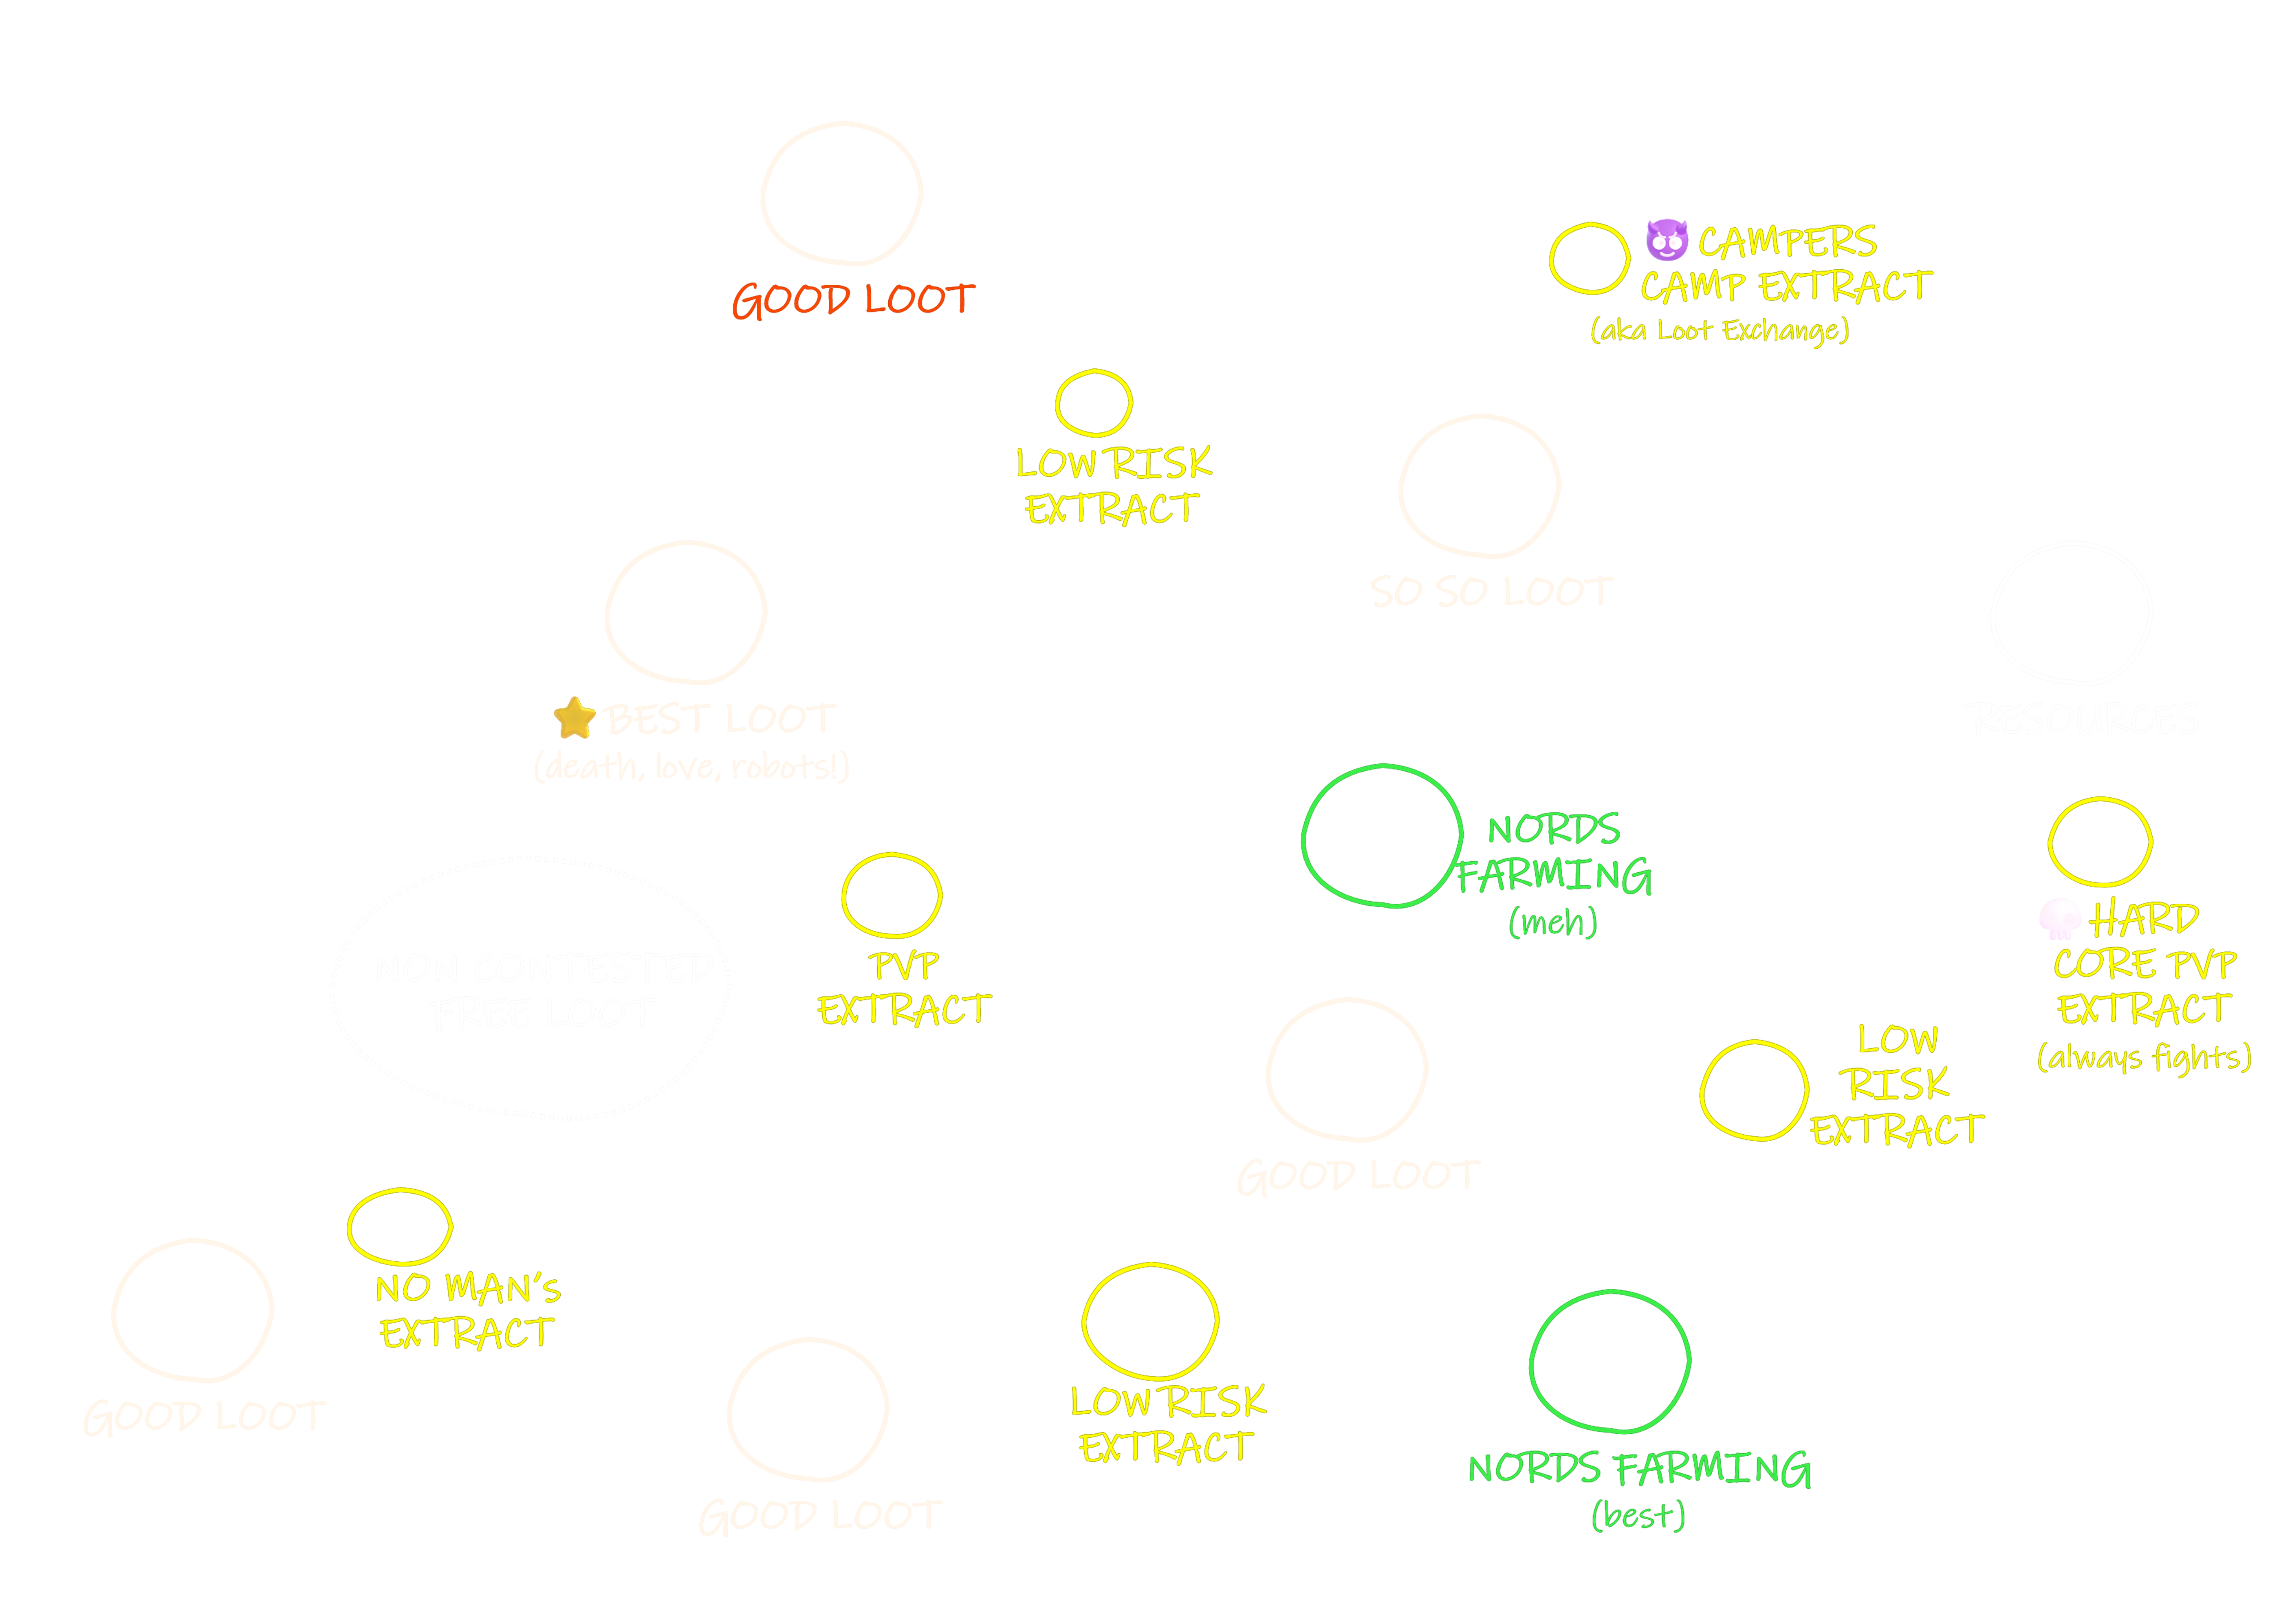 GOOD LOOT
CAMPERS
CAMP EXTRACT
(aka Loot Exchange)
LOW RISK
EXTRACT
SO SO LOOT
BEST LOOT
(death, love, robots!)
RESOURCES
NORDS
FARMING
(meh)
PVP
EXTRACT
HARD
CORE PVP
EXTRACT
(always fights)
NON CONTESTED
FREE LOOT
LOW
RISK
EXTRACT
GOOD LOOT
NO MAN's
EXTRACT
GOOD LOOT
LOW RISK
EXTRACT
GOOD LOOT
NORDS FARMING
(best)